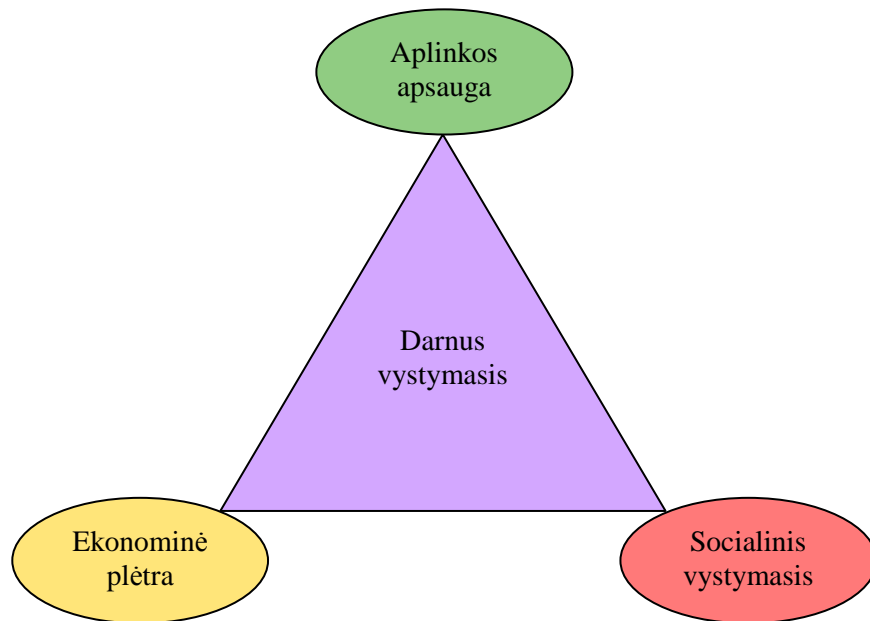 Aplinkos
apsauga
Darnus
vystymasis
Ekonominė
plėtra
Socialinis
vystymasis